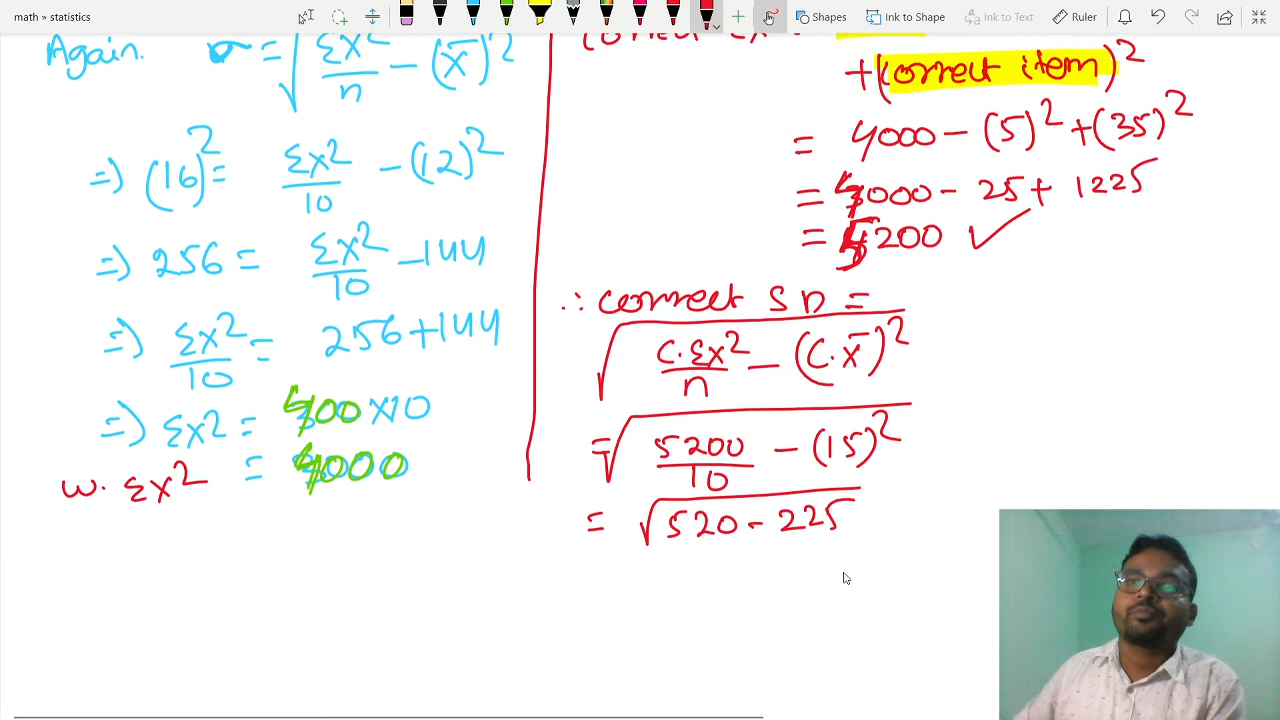 math » statistics
Shapes Ink to Shape Ink to Text Ruler
Again. σ = √ Σx²/n − (x̄)²
⇒ (16)² = Σx²/10 − (12)²
⇒ 256 = Σx²/10 − 144
⇒ Σx²/10 = 256+144
⇒ Σx² = 400 ×10
w. Σx² = 4000
+(correct item)²
= 4000 − (5)² +(35)²
= 4000 − 25 + 1225
= 5200 ✓
∴ correct S D =
√ C.Σx²/n − (C.x̄)²
= √ 5200/10 − (15)²
= √520 − 225